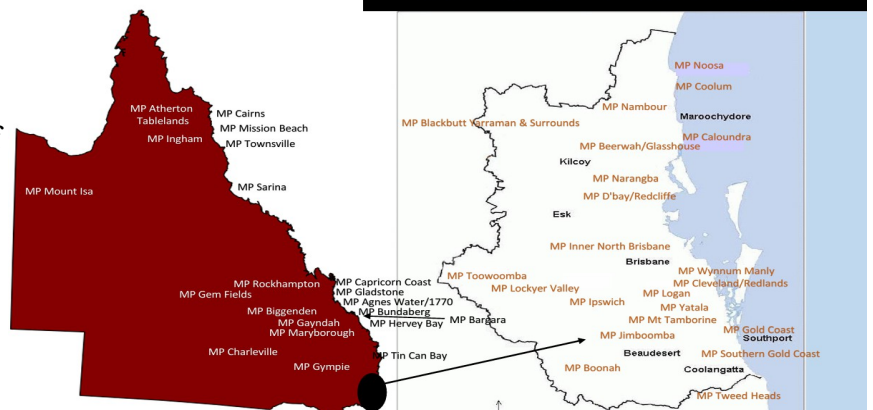 MP Atherton
Tablelands
MP Cairns
MP Mission Beach
MP Ingham
MP Townsville
MP Mount Isa
MP Sarina
MP Rockhampton
MP Capricorn Coast
MP Gem Fields
MP Gladstone
MP Agnes Water/1770
MP Biggenden
MP Bundaberg
MP Gayndah
MP Hervey Bay
MP Bargara
MP Maryborough
MP Charleville
MP Tin Can Bay
MP Gympie
MP Noosa
MP Coolum
MP Nambour
Maroochydore
MP Blackbutt Yarraman & Surrounds
MP Caloundra
MP Beerwah/Glasshouse
Kilcoy
MP Narangba
MP D'bay/Redcliffe
Esk
MP Inner North Brisbane
Brisbane
MP Toowoomba
MP Wynnum Manly
MP Lockyer Valley
MP Cleveland/Redlands
MP Logan
MP Ipswich
MP Yatala
MP Mt Tamborine
MP Gold Coast
MP Jimboomba
Southport
Beaudesert
MP Southern Gold Coast
MP Boonah
Coolangatta
MP Tweed Heads